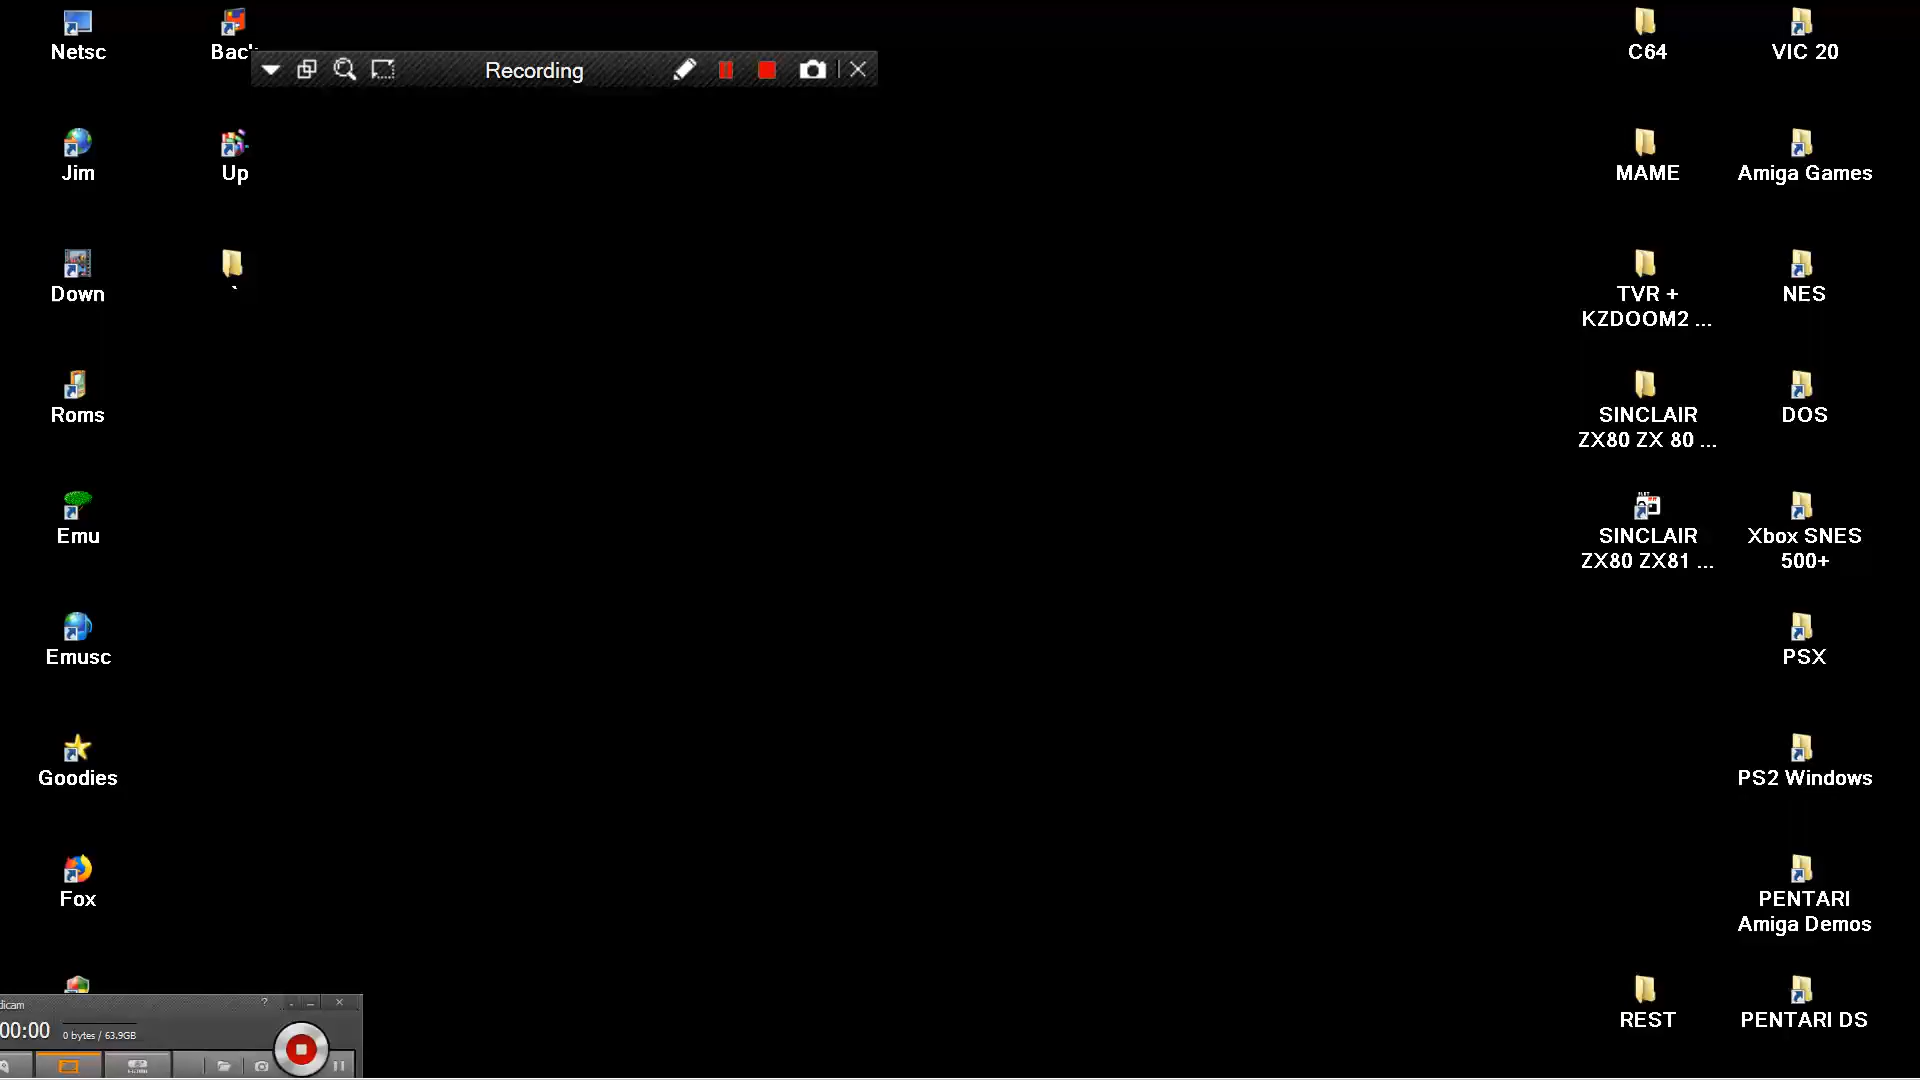 Netsc
Bac
Recording
C64
VIC 20
Jim
Up
MAME
Amiga Games
Down
`
TVR +
KZDOOM2 ...
NES
Roms
SINCLAIR
ZX80 ZX 80 ...
DOS
Emu
SINCLAIR
ZX80 ZX81 ...
Xbox SNES
500+
Emusc
PSX
Goodies
PS2 Windows
Fox
PENTARI
Amiga Demos
dicam
?
00:00
0 bytes / 63.9GB
REST
PENTARI DS